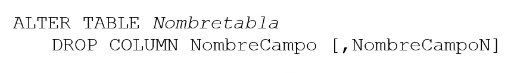 ALTER TABLE Nombretabla
DROP COLUMN NombreCampo [,NombreCampoN]